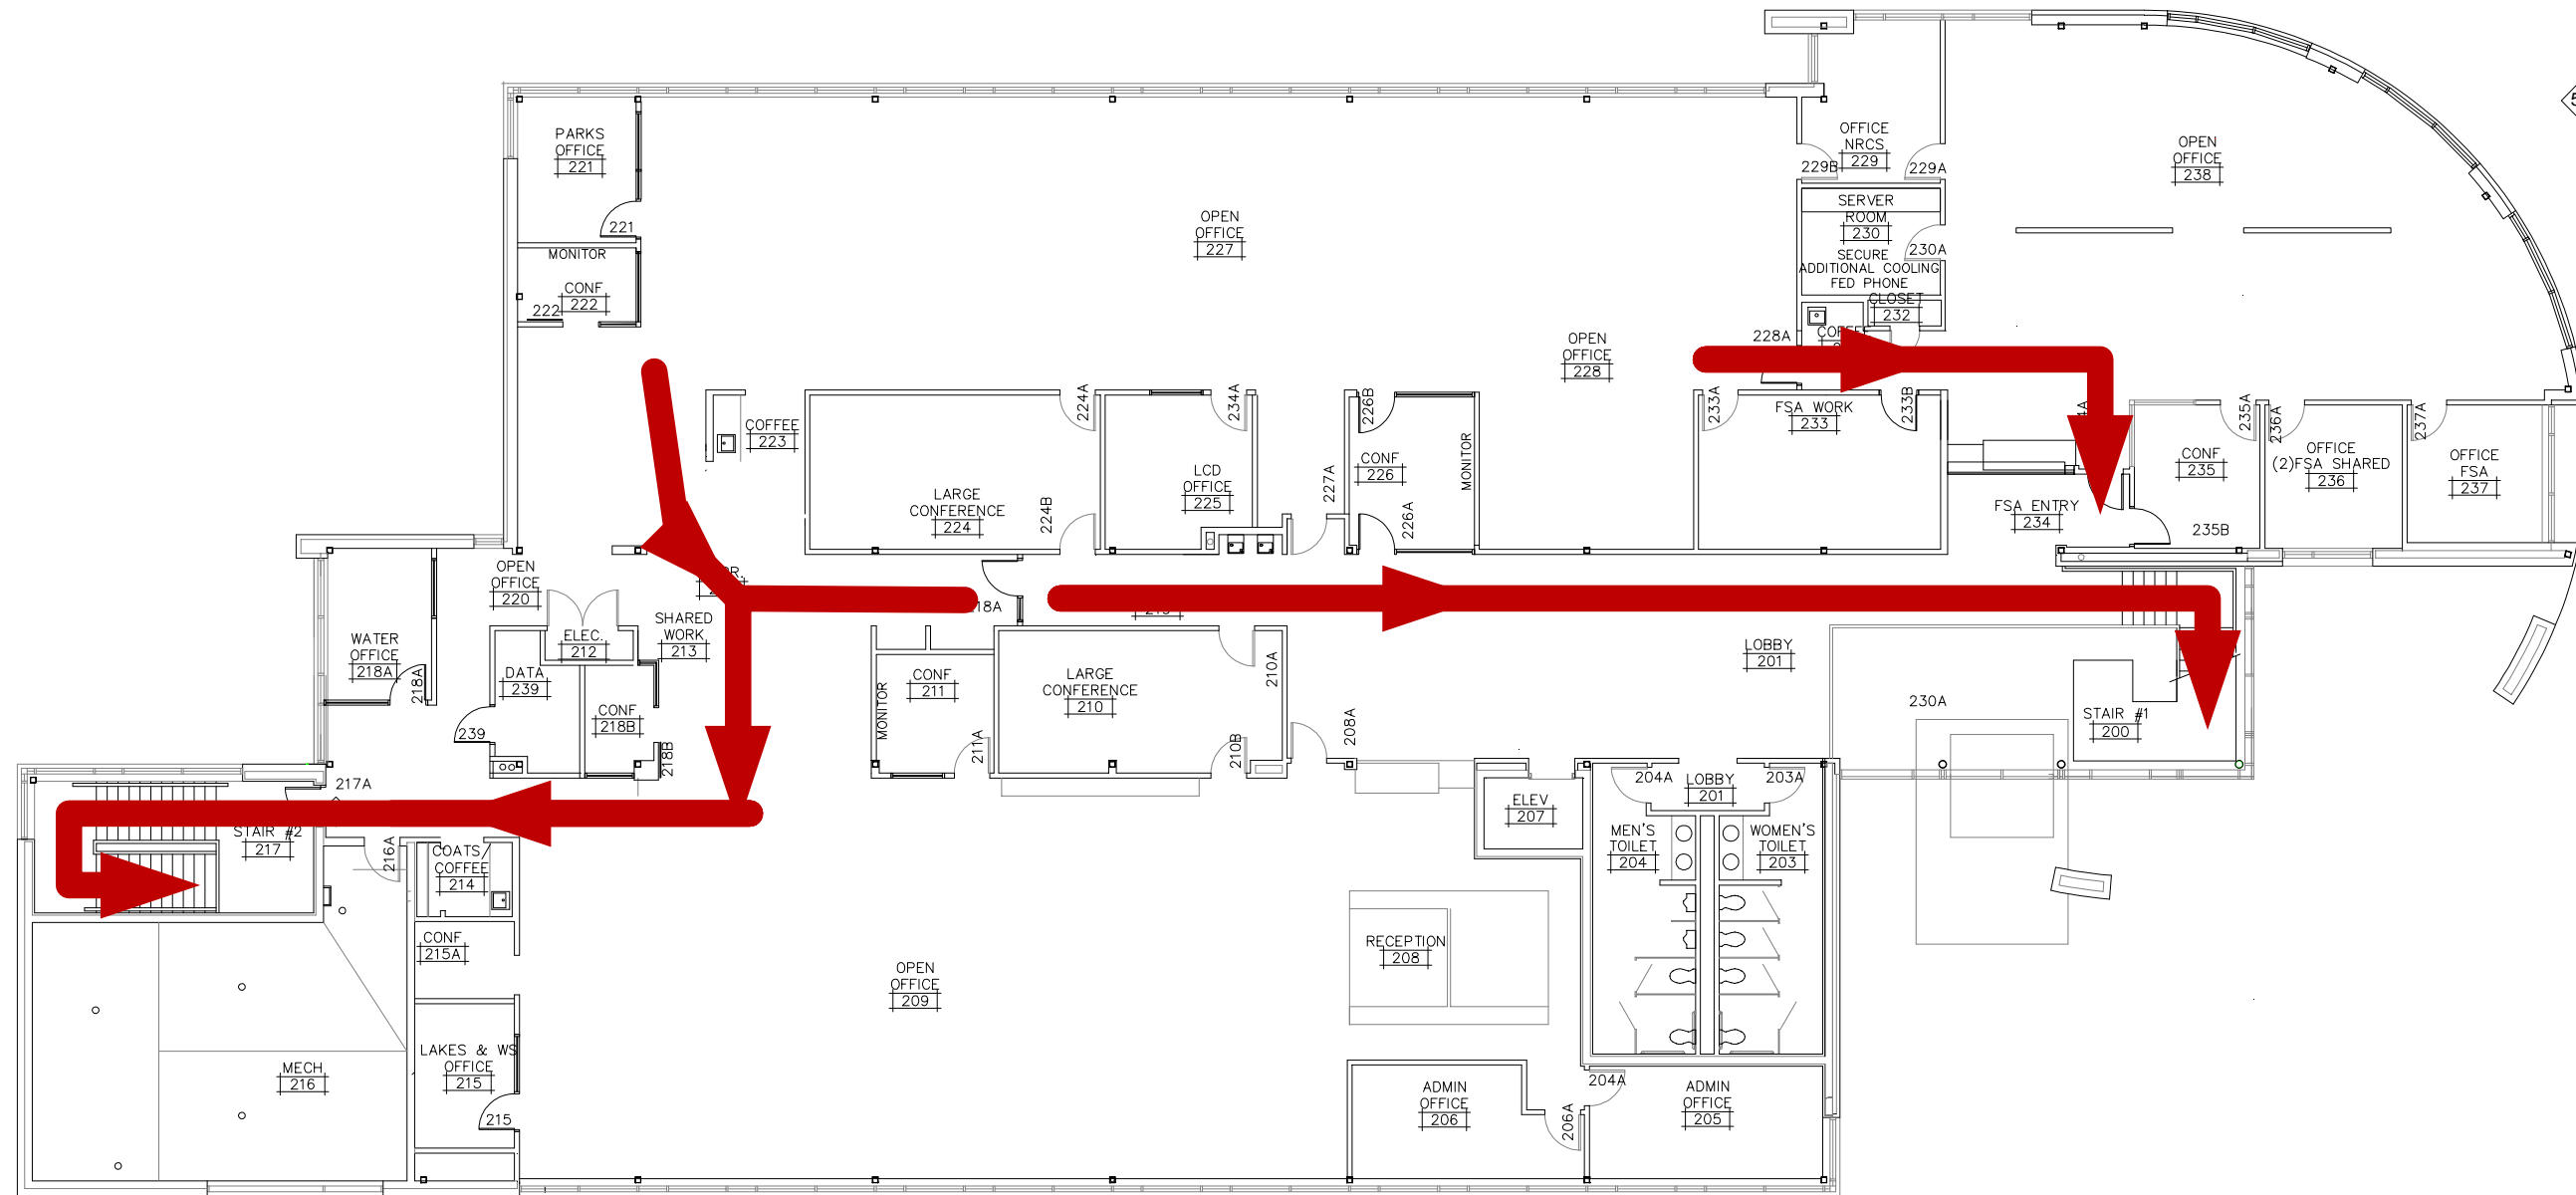 PARKS
OFFICE
221
221
MONITOR
CONF
222
222
OPEN
OFFICE
227
OFFICE
NRCS
229
229B
229A
SERVER
ROOM
230
230A
SECURE
ADDITIONAL COOLING
FED PHONE
CLOSET
232
OPEN
OFFICE
238
OPEN
OFFICE
228
228A
COFFEE
223
LARGE
CONFERENCE
224
224A
224B
LCD
OFFICE
225
234A
227A
226B
CONF
226
226A
MONITOR
233A
FSA WORK
233
233B
FSA ENTRY
234
CONF
235
235A
235B
236A
OFFICE
(2)FSA SHARED
236
237A
OFFICE
FSA
237
OPEN
OFFICE
220
WATER
OFFICE
218A
218A
ELEC.
212
SHARED
WORK
213
DATA
239
239
CONF
218B
218B
MONITOR
CONF
211
211A
LARGE
CONFERENCE
210
210A
210B
208A
LOBBY
201
230A
STAIR #1
200
217A
STAIR #2
217
216A
COATS/
COFFEE
214
CONF
215A
LAKES & WS
OFFICE
215
215
MECH
216
OPEN
OFFICE
209
RECEPTION
208
ELEV
207
204A
LOBBY
201
203A
MEN'S
TOILET
204
WOMEN'S
TOILET
203
ADMIN
OFFICE
206
206A
204A
ADMIN
OFFICE
205